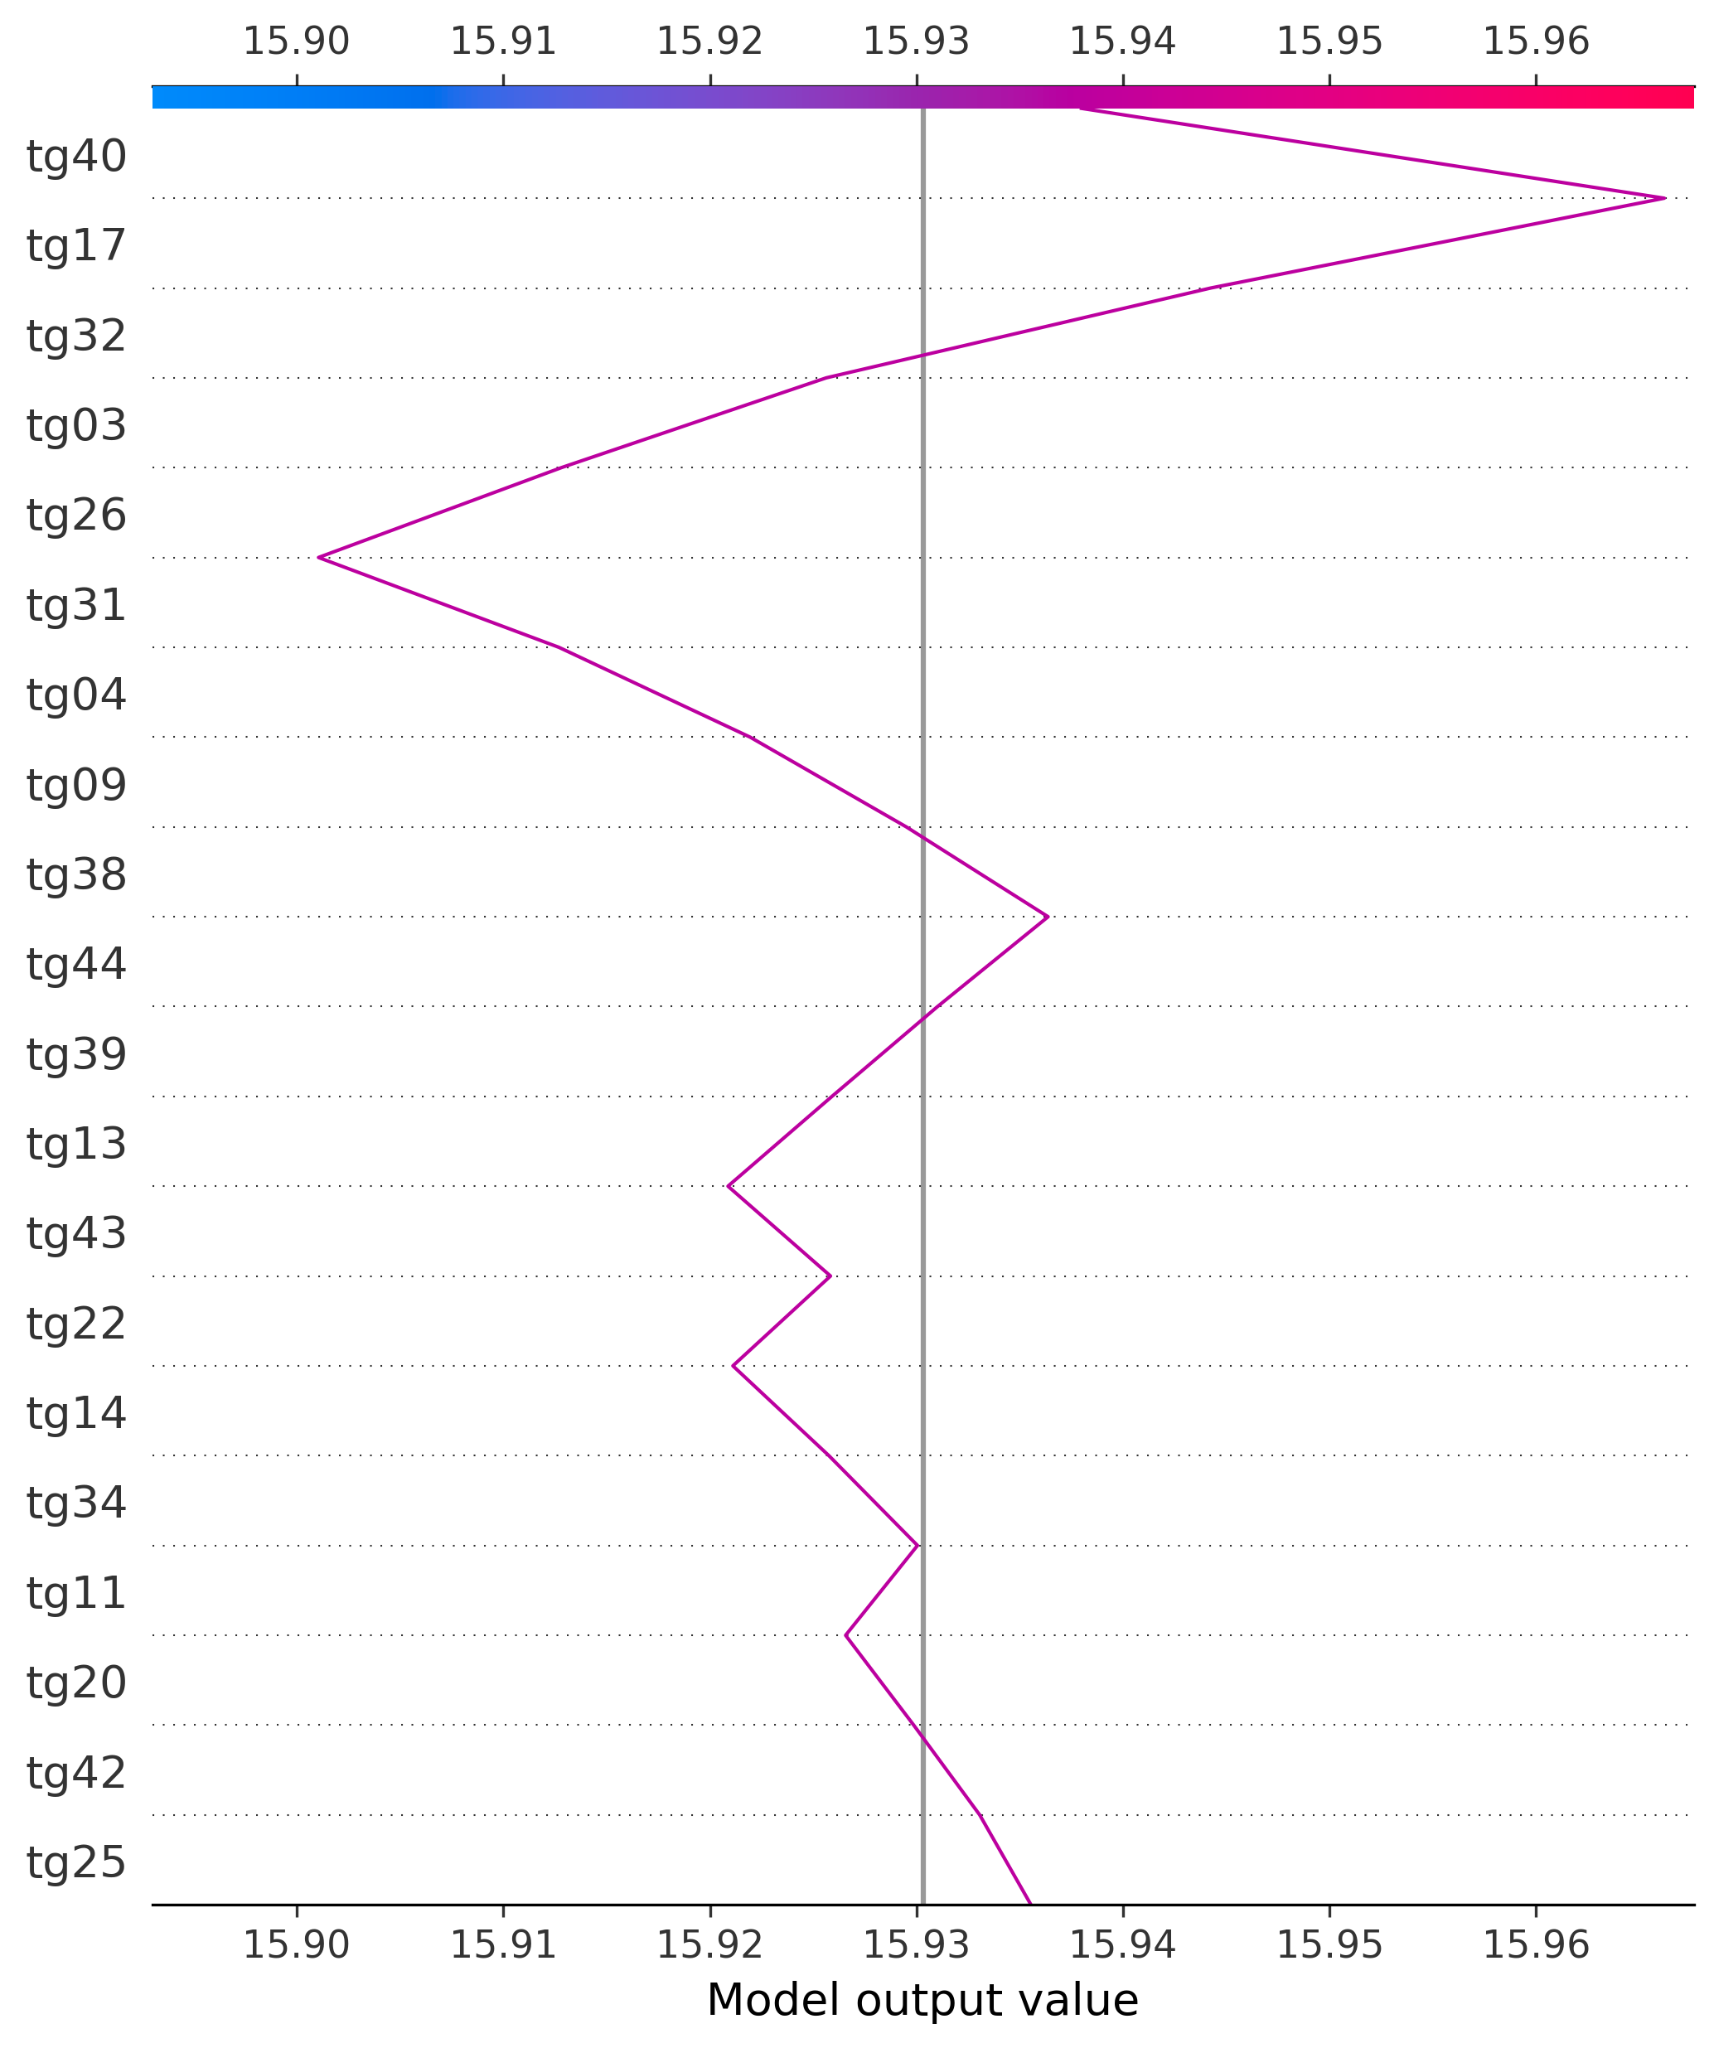 15.90 15.91 15.92 15.93 15.94 15.95 15.96
tg40
tg17
tg32
tg03
tg26
tg31
tg04
tg09
tg38
tg44
tg39
tg13
tg43
tg22
tg14
tg34
tg11
tg20
tg42
tg25
15.90 15.91 15.92 15.93 15.94 15.95 15.96
Model output value